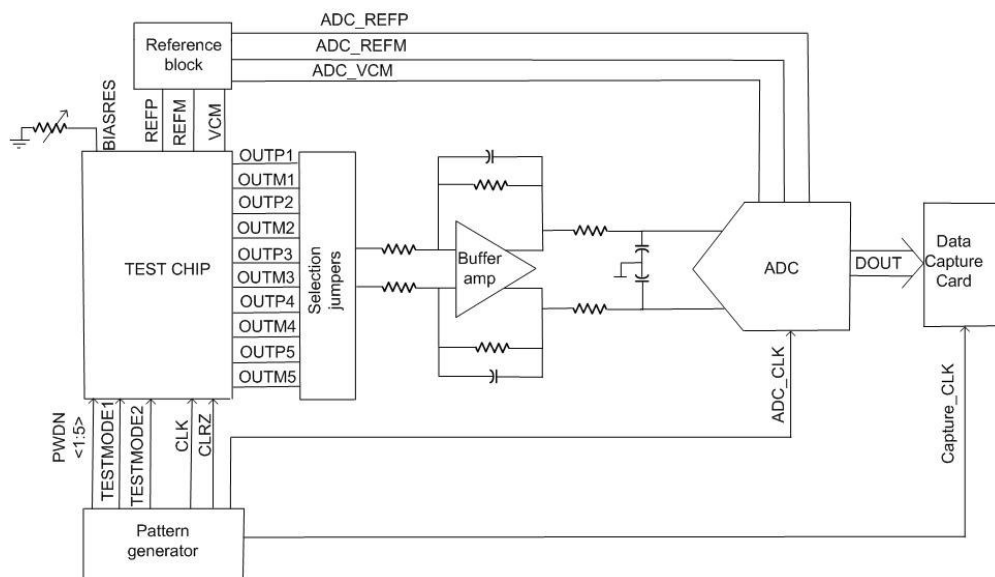 ADC_REFP
Reference
block
ADC_REFM
ADC_VCM
BIASRES
REFP
REFM
VCM
OUTP1
OUTM1
OUTP2
OUTM2
OUTP3
OUTM3
OUTP4
OUTM4
OUTP5
OUTM5
TEST CHIP
Selection
jumpers
Buffer
amp
ADC
DOUT
Data
Capture
Card
PWDN
<1:5>
TESTMODE1
TESTMODE2
CLK
CLRZ
ADC_CLK
Capture_CLK
Pattern
generator